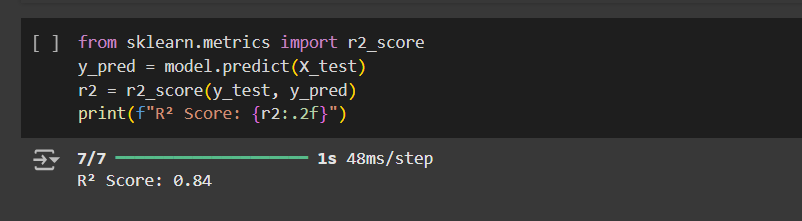 [ ] from sklearn.metrics import r2_score
y_pred = model.predict(X_test)
r2 = r2_score(y_test, y_pred)
print(f"R² Score: {r2:.2f}")
7/7 1s 48ms/step
R² Score: 0.84